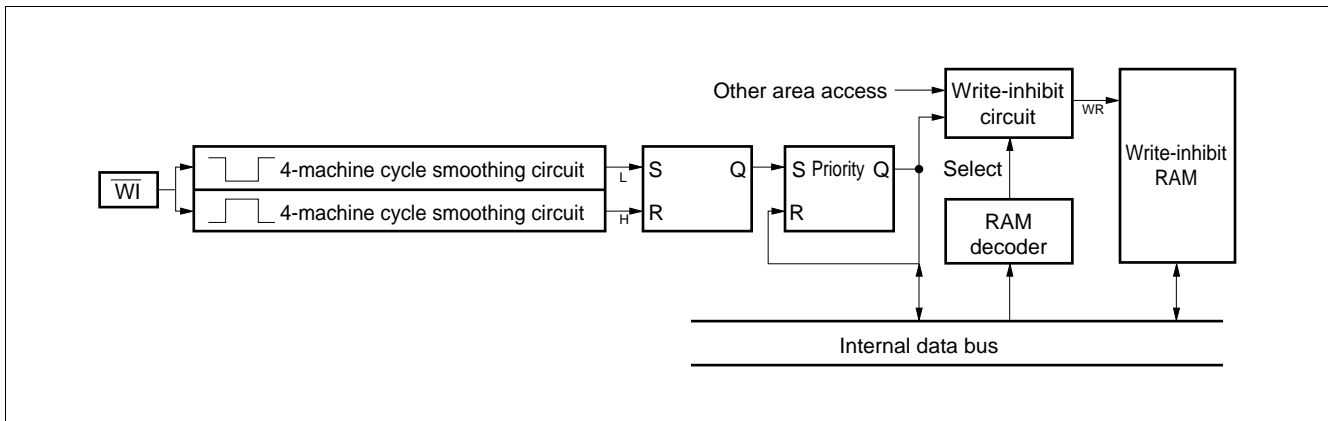 Other area access
Write-inhibit
circuit
WR
Write-inhibit
RAM
WI
4-machine cycle smoothing circuit
L
S
Q
S Priority Q
Select
4-machine cycle smoothing circuit
H
R
R
RAM
decoder
Internal data bus